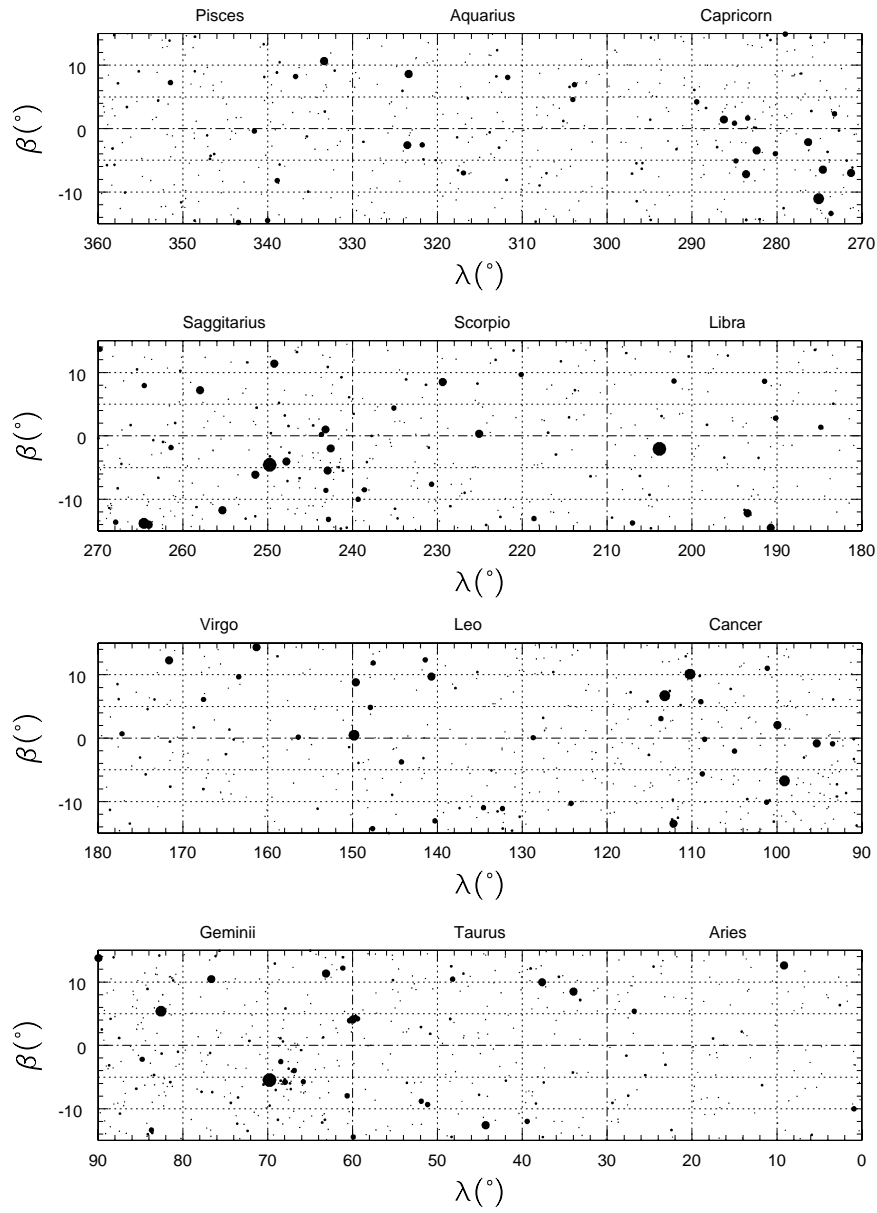 Pisces Aquarius Capricorn
10
0
-10
β(°)
360 350 340 330 320 310 300 290 280 270
λ(°)
Saggitarius Scorpio Libra
10
0
-10
β(°)
270 260 250 240 230 220 210 200 190 180
λ(°)
Virgo Leo Cancer
10
0
-10
β(°)
180 170 160 150 140 130 120 110 100 90
λ(°)
Geminii Taurus Aries
10
0
-10
β(°)
90 80 70 60 50 40 30 20 10 0
λ(°)